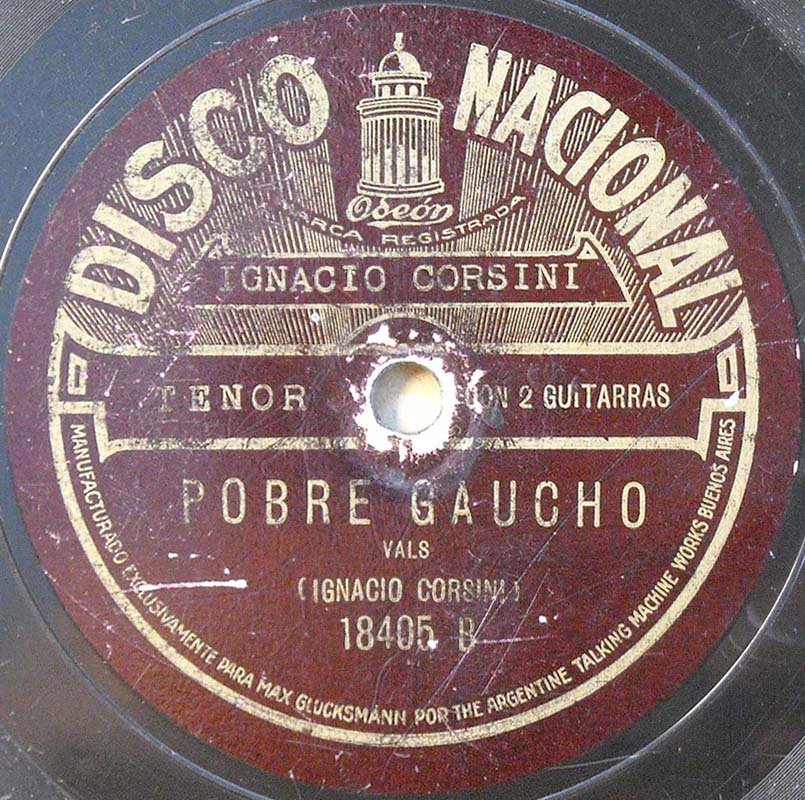 DISCO NACIONAL
Odeón
MARCA REGISTRADA
IGNACIO CORSINI
TENOR CON 2 GUITARRAS
POBRE GAUCHO
VALS
(IGNACIO CORSINI)
18405 B
MANUFACTURADO EXCLUSIVAMENTE PARA MAX GLUCKSMANN POR THE ARGENTINE TALKING MACHINE WORKS BUENOS AIRES